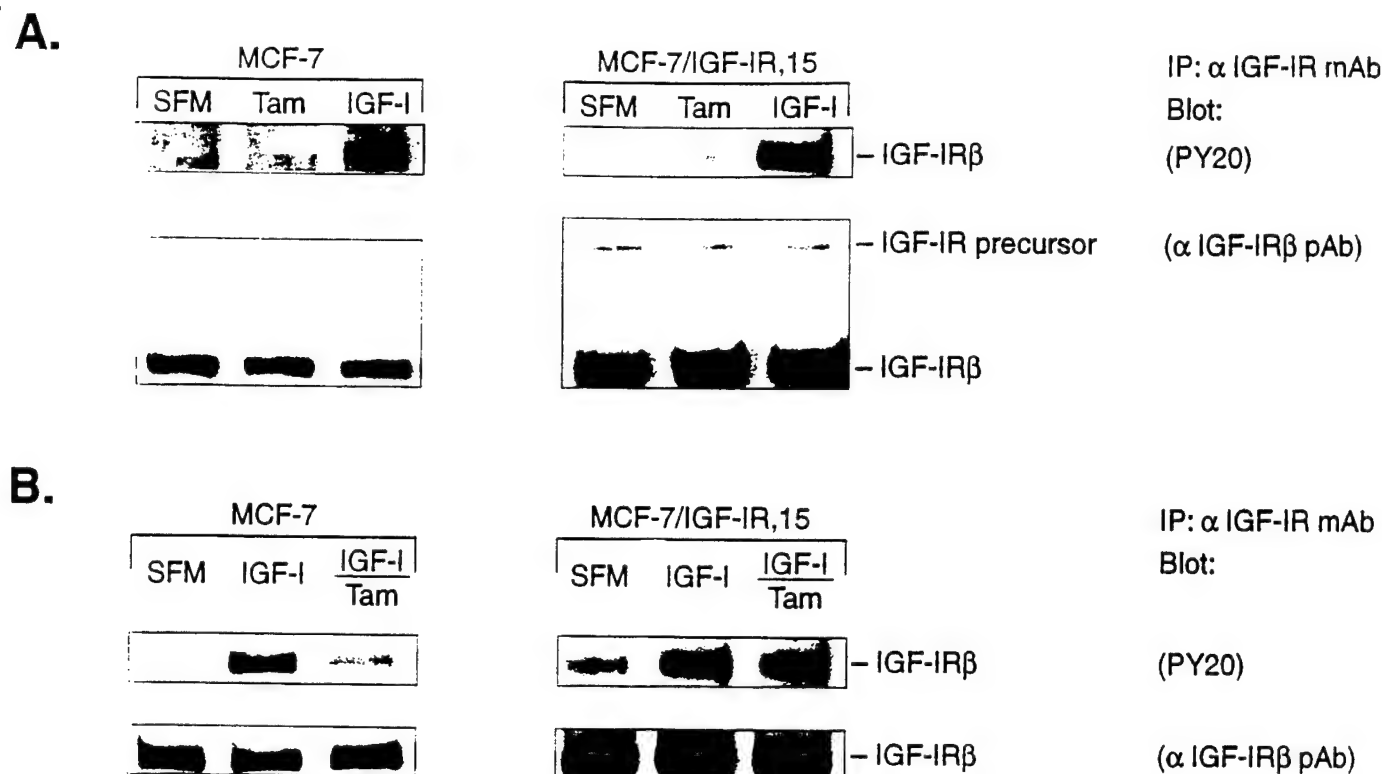 A.
MCF-7
MCF-7/IGF-IR,15
IP: α IGF-IR mAb
SFM Tam IGF-I
SFM Tam IGF-I
Blot:
– IGF-IRβ
(PY20)
– IGF-IR precursor
(α IGF-IRβ pAb)
– IGF-IRβ
B.
MCF-7
MCF-7/IGF-IR,15
IP: α IGF-IR mAb
SFM IGF-I IGF-I
Tam
SFM IGF-I IGF-I
Tam
Blot:
– IGF-IRβ
(PY20)
– IGF-IRβ
(α IGF-IRβ pAb)